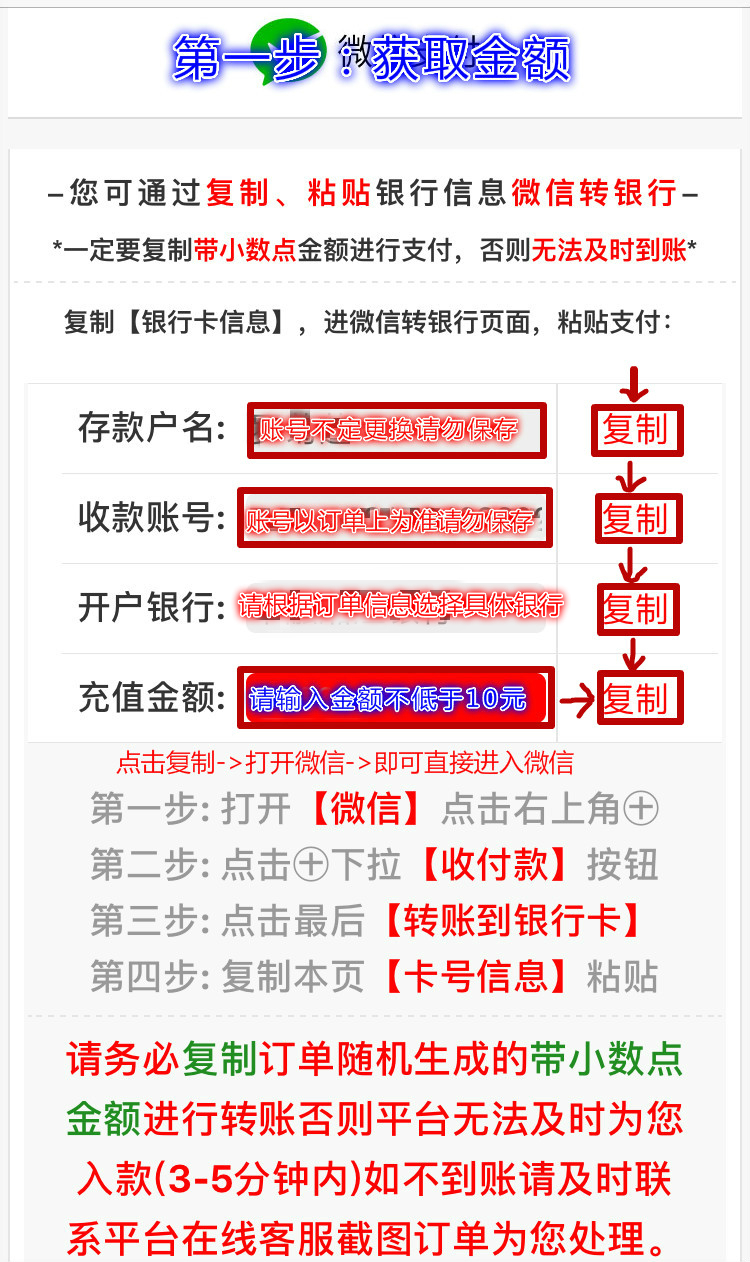 第一步：获取金额
微
–您可通过复制、粘贴银行信息微信转银行–
*一定要复制带小数点金额进行支付，否则无法及时到账*
复制【银行卡信息】，进微信转银行页面，粘贴支付：
存款户名: 账号不定更换请勿保存 复制
收款账号: 账号以订单上为准请勿保存 复制
开户银行: 请根据订单信息选择具体银行 复制
充值金额: 请输入金额不低于10元 复制
点击复制->打开微信->即可直接进入微信
第一步: 打开【微信】点击右上角⊕
第二步: 点击⊕下拉【收付款】按钮
第三步: 点击最后【转账到银行卡】
第四步: 复制本页【卡号信息】粘贴
请务必复制订单随机生成的带小数点
金额进行转账否则平台无法及时为您
入款(3-5分钟内)如不到账请及时联
系平台在线客服截图订单为您处理。